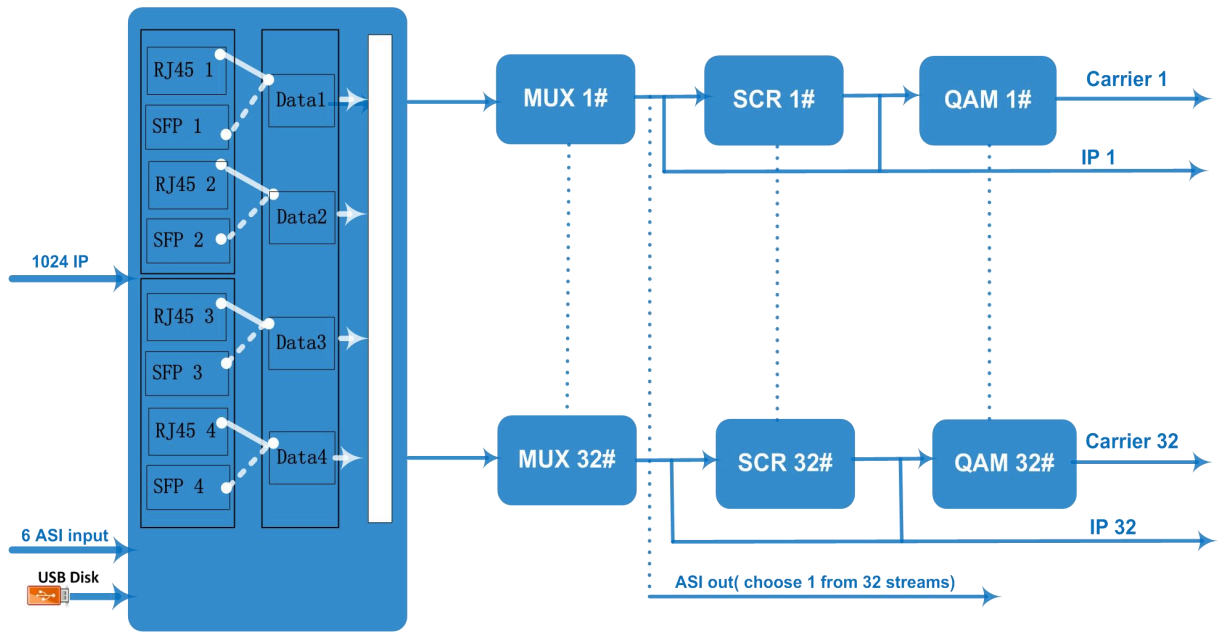 RJ45 1
SFP 1
Data1
RJ45 2
SFP 2
Data2
1024 IP
RJ45 3
SFP 3
Data3
RJ45 4
SFP 4
Data4
6 ASI input
USB Disk
MUX 1#
SCR 1#
QAM 1#
Carrier 1
IP 1
MUX 32#
SCR 32#
QAM 32#
Carrier 32
IP 32
ASI out( choose 1 from 32 streams)